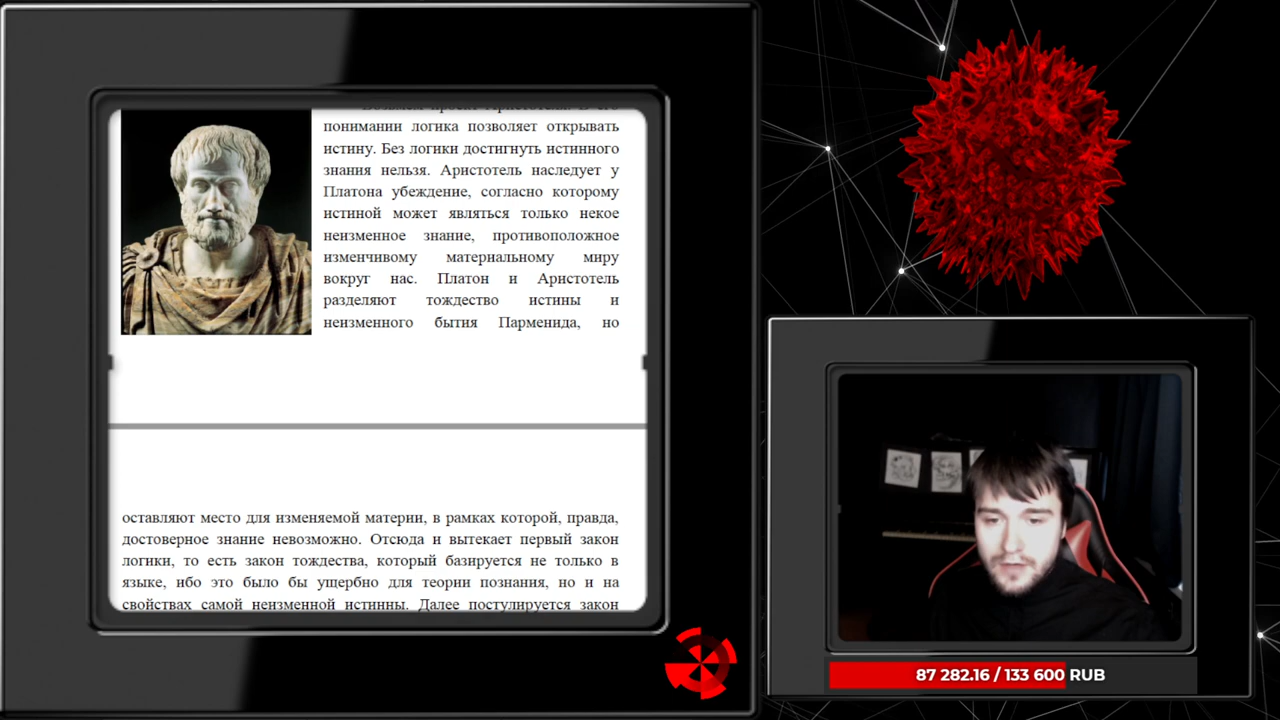 понимании логика позволяет открывать
истину. Без логики достигнуть истинного
знания нельзя. Аристотель наследует у
Платона убеждение, согласно которому
истиной может являться только некое
неизменное знание, противоположное
изменчивому материальному миру
вокруг нас. Платон и Аристотель
разделяют тождество истины и
неизменного бытия Парменида, но
оставляют место для изменяемой материи, в рамках которой, правда,
достоверное знание невозможно. Отсюда и вытекает первый закон
логики, то есть закон тождества, который базируется не только в
языке, ибо это было бы ущербно для теории познания, но и на
свойствах самой неизменной истинны. Далее постулируется закон
87 282.16 / 133 600 RUB